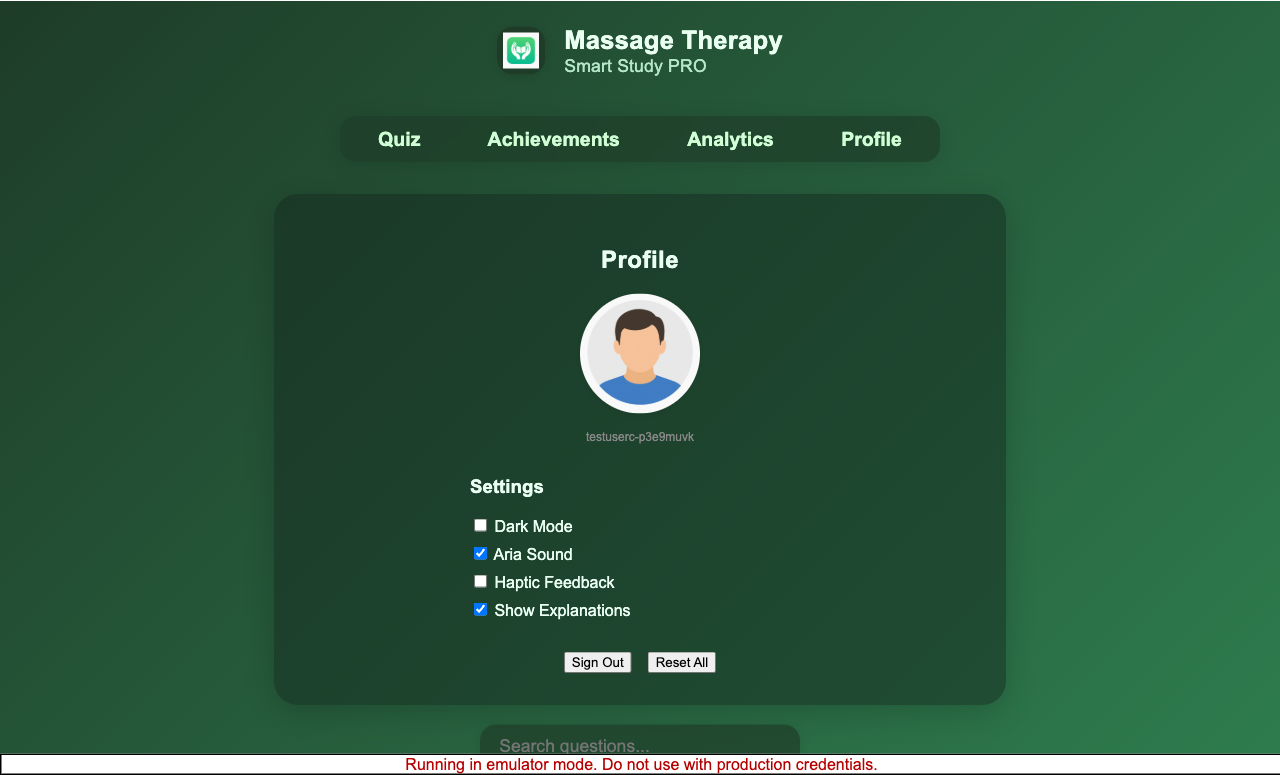 Massage Therapy
Smart Study PRO
Quiz Achievements Analytics Profile
Profile
testuserc-p3e9muvk
Settings
Dark Mode
Aria Sound
Haptic Feedback
Show Explanations
Sign Out Reset All
Search questions...
Running in emulator mode. Do not use with production credentials.